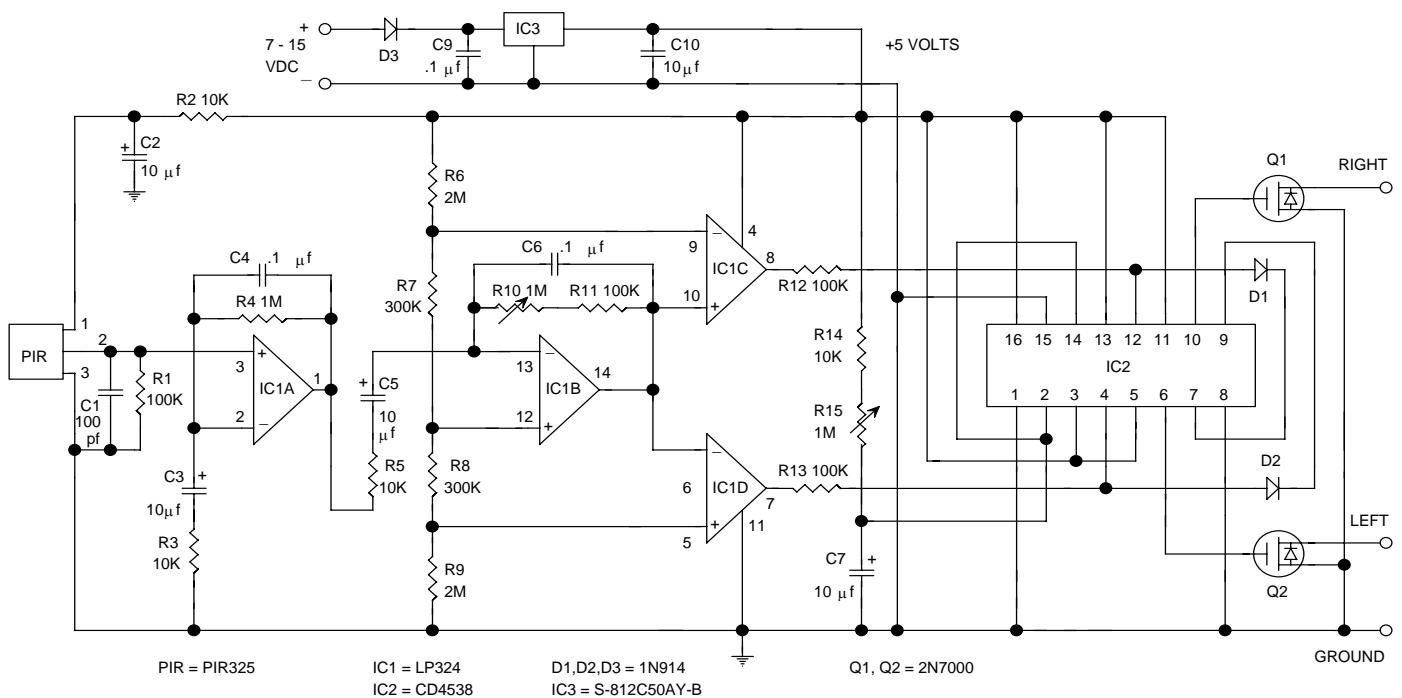 +
7 - 15
VDC
–
D3
C9
.1 µf
IC3
C10
10µf
+5 VOLTS
R2 10K
+
C2
10 µf
R6
2M
Q1
RIGHT
C4 .1 µf
R4 1M
R7
300K
C6 .1 µf
R10 1M
R11 100K
4
9
–
IC1C
8
10
+
R12 100K
D1
PIR
1
2
3
C1
100
pf
R1
100K
+
3
IC1A
1
2
–
+
C5
10
µf
R5
10K
–
13
IC1B
14
12
+
R14
10K
R15
1M
16 15 14 13 12 11 10 9
IC2
1 2 3 4 5 6 7 8
C3
+
10µf
R3
10K
R8
300K
R9
2M
–
6
IC1D
7
+
5
11
R13 100K
D2
C7
+
10 µf
LEFT
Q2
GROUND
PIR = PIR325
IC1 = LP324
IC2 = CD4538
D1,D2,D3 = 1N914
IC3 = S-812C50AY-B
Q1, Q2 = 2N7000